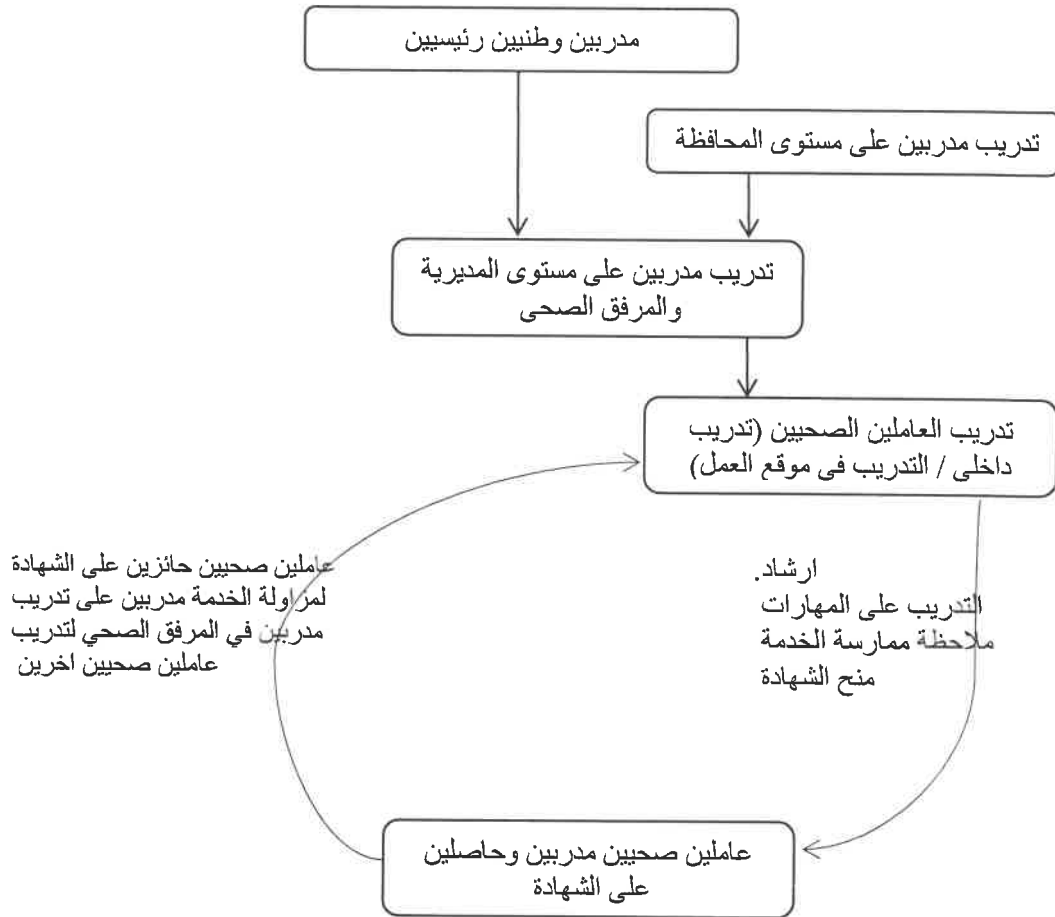 مدربين وطنيين رئيسيين
تدريب مدربين على مستوى المحافظة
تدريب مدربين على مستوى المديرية
والمرفق الصحى
تدريب العاملين الصحيين (تدريب
داخلى / التدريب فى موقع العمل)
ارشاد.
التدريب على المهارات
ملاحظة ممارسة الخدمة
منح الشهادة
عاملين صحيين حائزين على الشهادة
لمزاولة الخدمة مدربين على تدريب
مدربين في المرفق الصحي لتدريب
عاملين صحيين اخرين
عاملين صحيين مدربين وحاصلين
على الشهادة